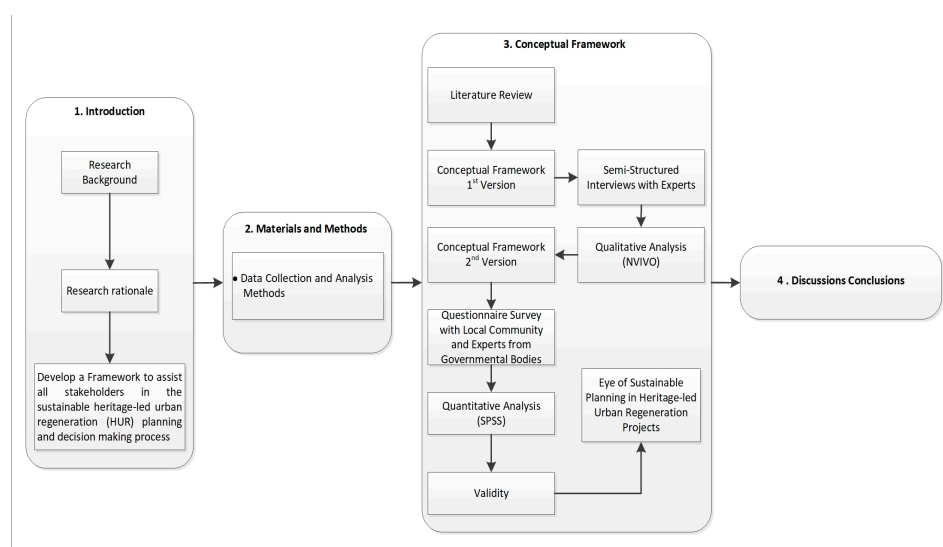 1. Introduction
Research
Background
Research rationale
Develop a Framework to assist
all stakeholders in the
sustainable heritage-led urban
regeneration (HUR) planning
and decision making process
2. Materials and Methods
• Data Collection and Analysis
Methods
3. Conceptual Framework
Literature Review
Conceptual Framework
1st Version
Semi-Structured
Interviews with Experts
Qualitative Analysis
(NVIVO)
Conceptual Framework
2nd Version
Questionnaire Survey
with Local Community
and Experts from
Governmental Bodies
Quantitative Analysis
(SPSS)
Validity
Eye of Sustainable
Planning in Heritage-led
Urban Regeneration
Projects
4 . Discussions Conclusions